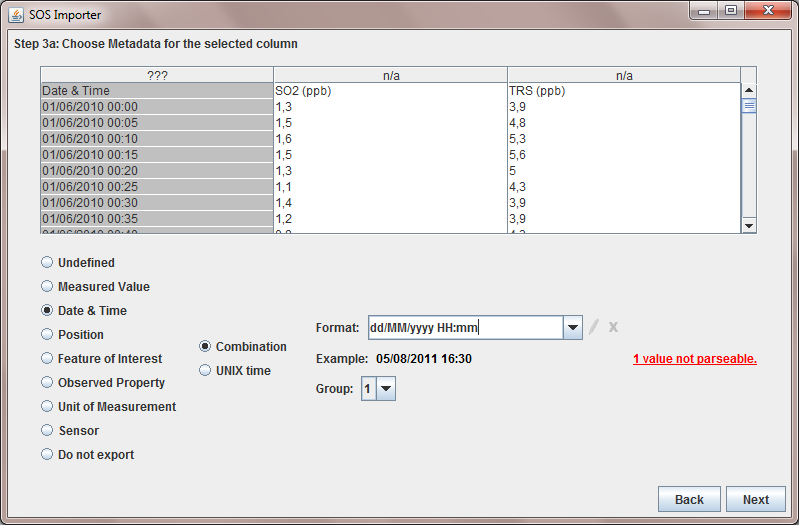 SOS Importer
Step 3a: Choose Metadata for the selected column
??? n/a n/a
Date & Time SO2 (ppb) TRS (ppb)
01/06/2010 00:00 1,3 3,9
01/06/2010 00:05 1,5 4,8
01/06/2010 00:10 1,6 5,3
01/06/2010 00:15 1,5 5,6
01/06/2010 00:20 1,3 5
01/06/2010 00:25 1,1 4,3
01/06/2010 00:30 1,4 3,9
01/06/2010 00:35 1,2 3,9
Undefined
Measured Value
Date & Time
Position
Feature of Interest
Observed Property
Unit of Measurement
Sensor
Do not export
Combination
UNIX time
Format: dd/MM/yyyy HH:mm X
Example: 05/08/2011 16:30
1 value not parseable.
Group: 1
Back Next